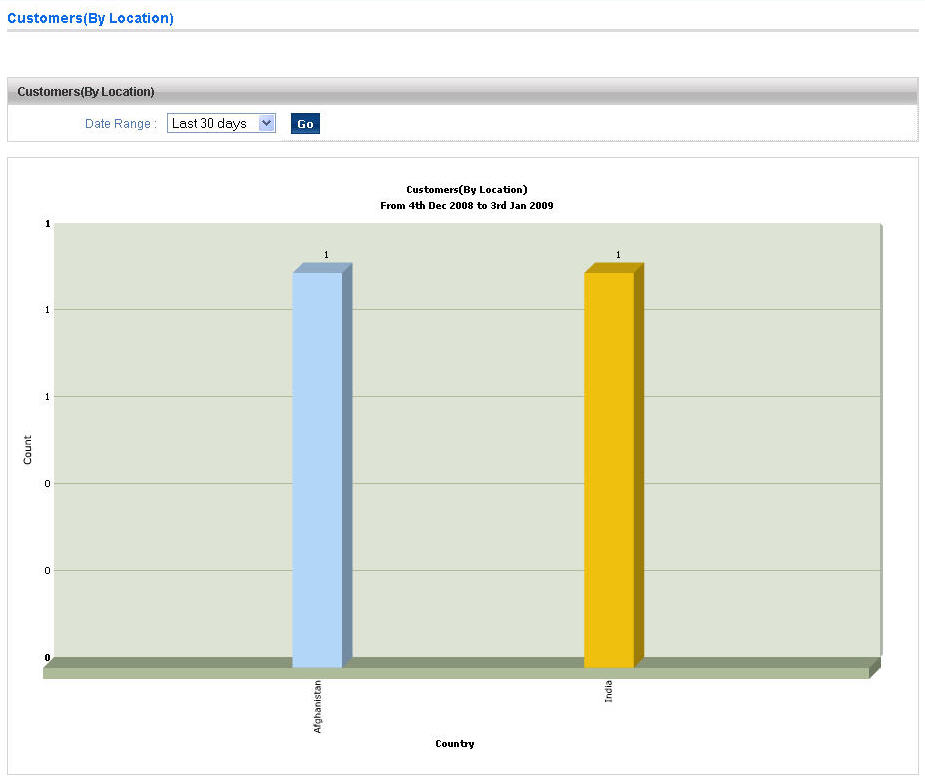 Customers(By Location)
Customers(By Location)
Date Range : Last 30 days Go
Customers(By Location)
From 4th Dec 2008 to 3rd Jan 2009
1
1 1
1
1
Count
0
0
0
Afghanistan India
Country